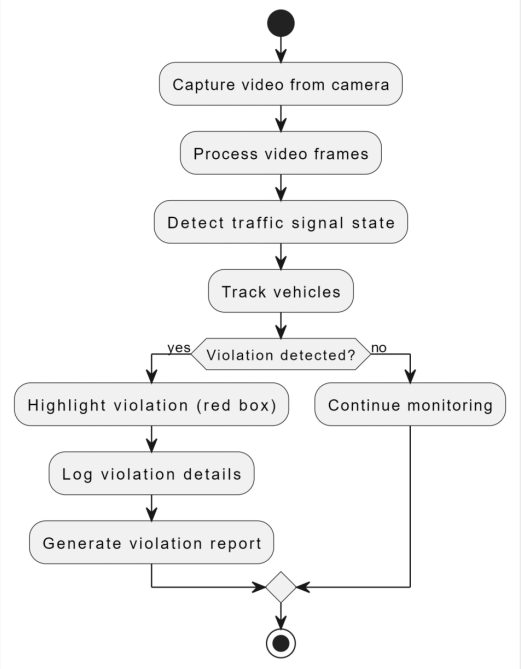 Capture video from camera
Process video frames
Detect traffic signal state
Track vehicles
yes
Violation detected?
no
Highlight violation (red box)
Continue monitoring
Log violation details
Generate violation report